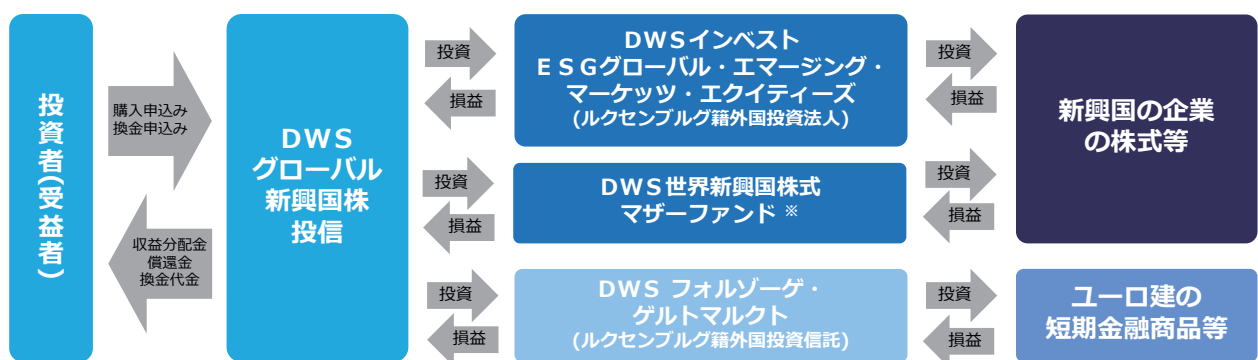 投資者(受益者)
購入申込み
換金申込み
収益分配金
償還金
換金代金
DWS
グローバル
新興国株
投信
投資
損益
DWSインベスト
ESGグローバル・エマージング・
マーケッツ・エクイティーズ
(ルクセンブルグ籍外国投資法人)
投資
損益
新興国の企業
の株式等
投資
損益
DWS世界新興国株式
マザーファンド ※
投資
損益
投資
損益
DWS フォルゾーゲ・
ゲルトマルクト
(ルクセンブルグ籍外国投資信託)
投資
損益
ユーロ建の
短期金融商品等